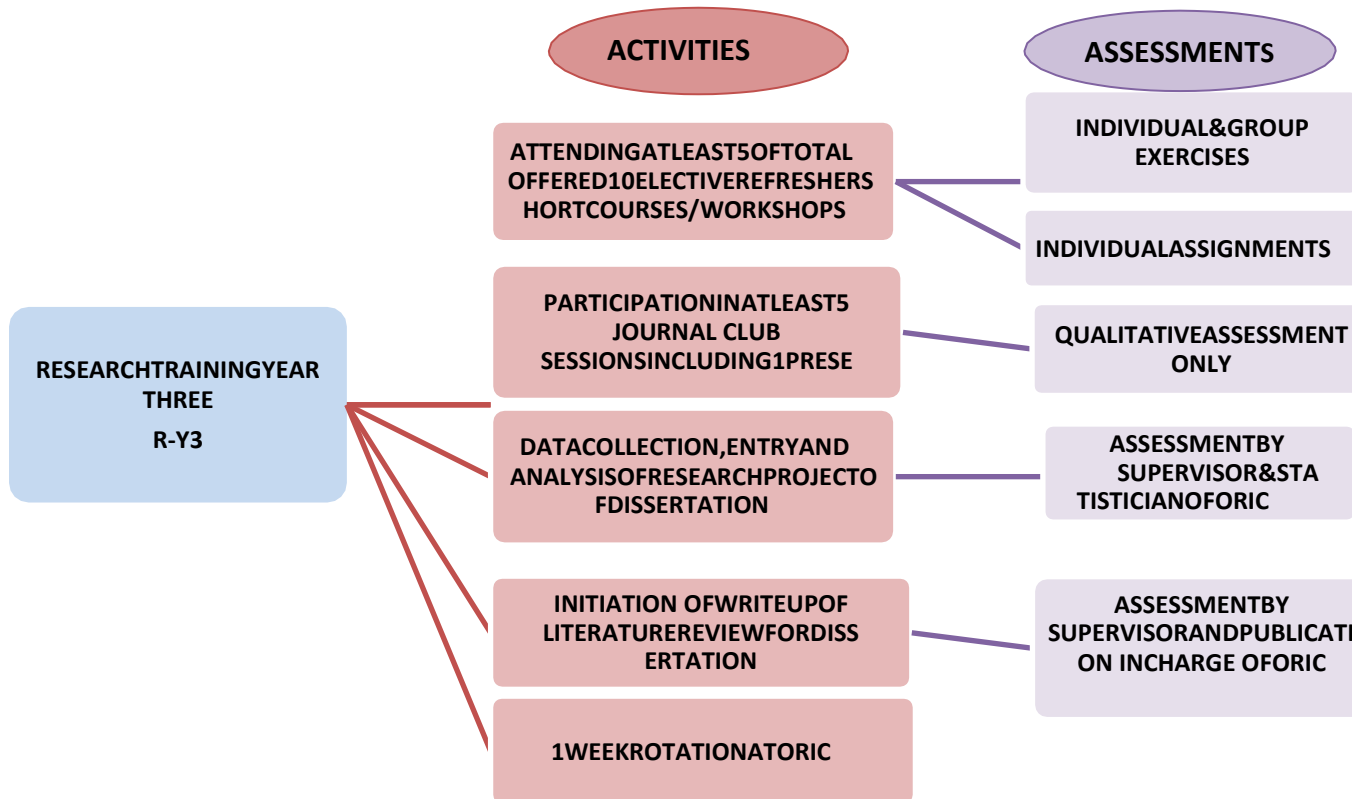 ACTIVITIES
ASSESSMENTs
ATTENDINGATLEAST5OFTOTAL
OFFERED10ELECTIVEREFRESHERS
HORTCOURSES/WORKSHOPS
INDIVIDUAL&GROUP
EXERCISES
INDIVIDUALASSIGNMENTS
RESEARCHTRAININGYEAR
THREE
R-Y3
PARTICIPATIONINATLEAST5
JOURNAL CLUB
SESSIONSINCLUDING1PRESE
QUALITATIVEASSESSMENT
ONLY
DATACOLLECTION,ENTRYAND
ANALYSISOFRESEARCHPROJECTO
FDISSERTATION
ASSESSMENTBY
SUPERVISOR&STA
TISTICIANOFORIC
INITIATION OFWRITEUPOF
LITERATUREREVIEWFORDISS
ERTATION
ASSESSMENTBY
SUPERVISORANDPUBLICATI
ON INCHARGE OFORIC
1WEEKROTATIONATORIC